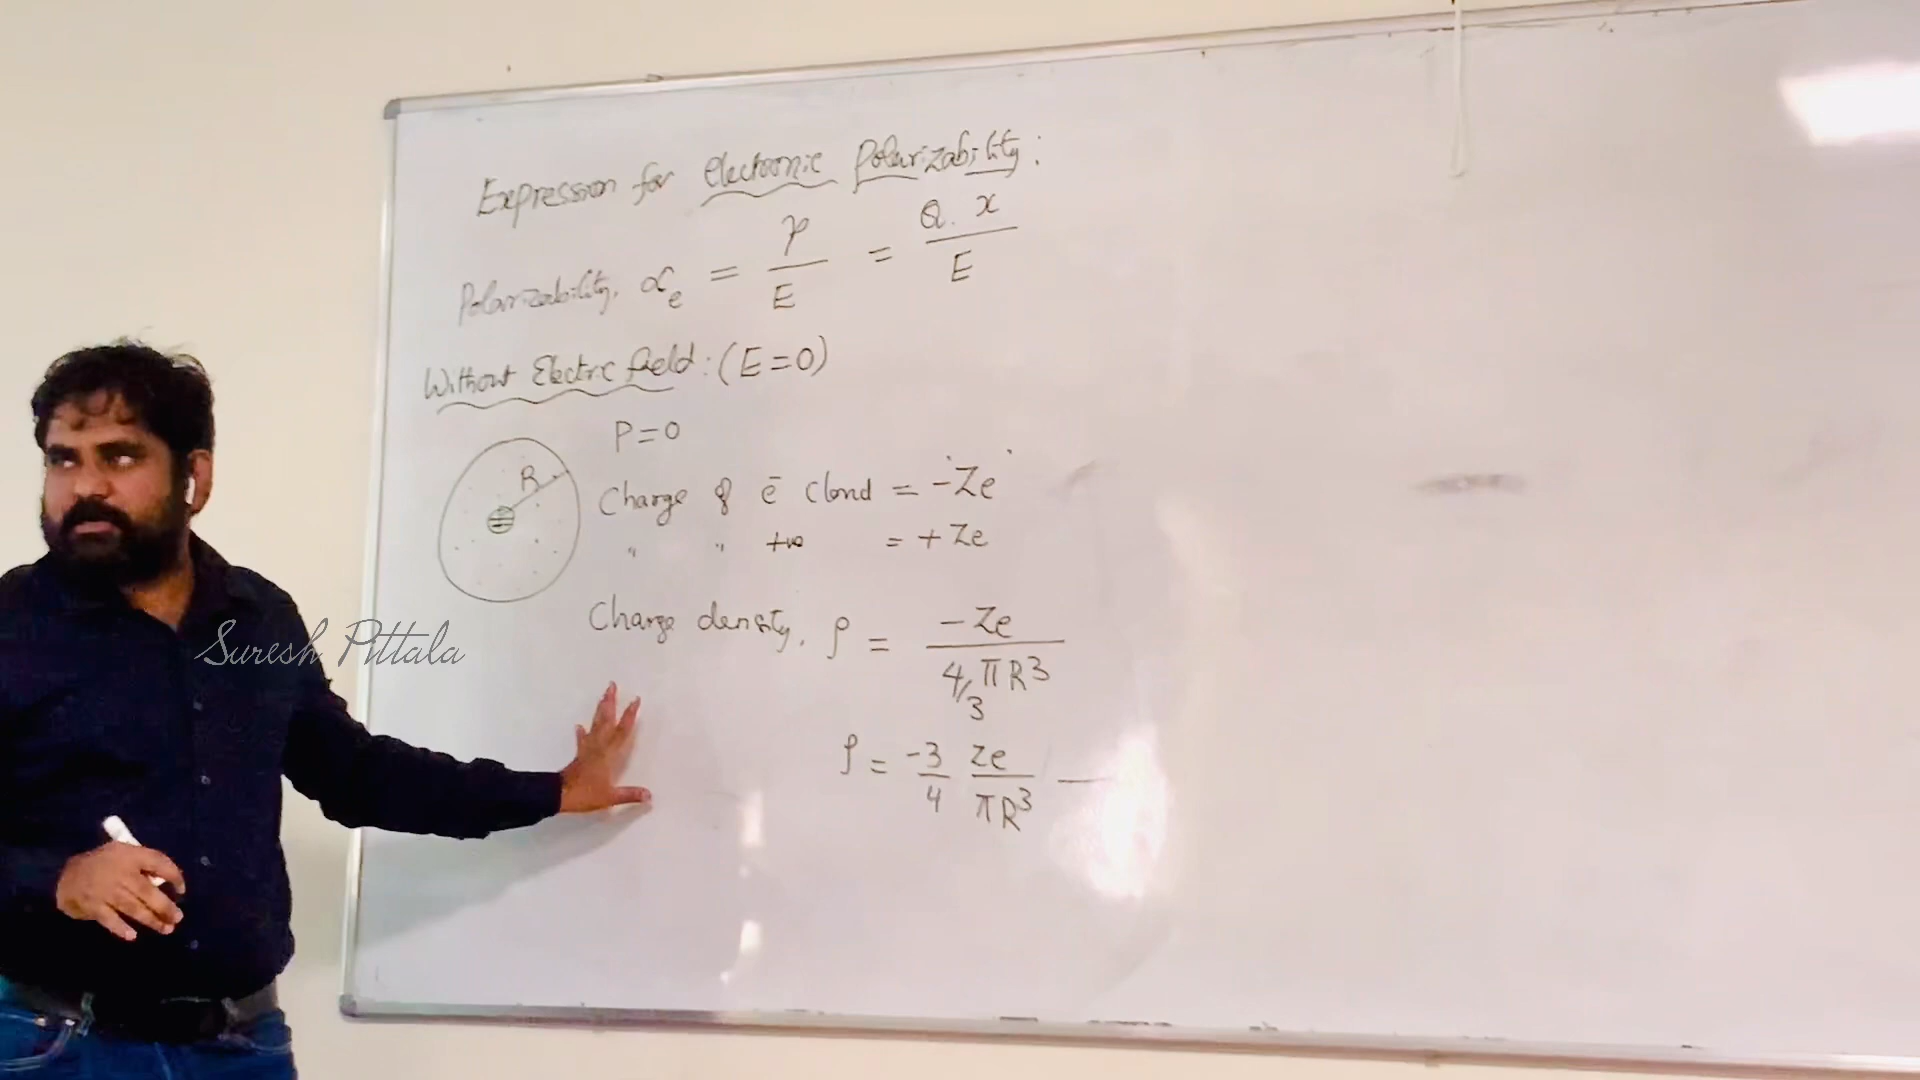 Expression for electronic polarizability:
Polarizability, αe = p/E = Q.x/E
Without Electric field: (E=0)
P=0
R
Charge of ē cloud = -Ze
" " +ve = +Ze
Charge density, ρ = -Ze / 4/3 πR³
ρ = -3/4 Ze/πR³ —
Suresh Pittala